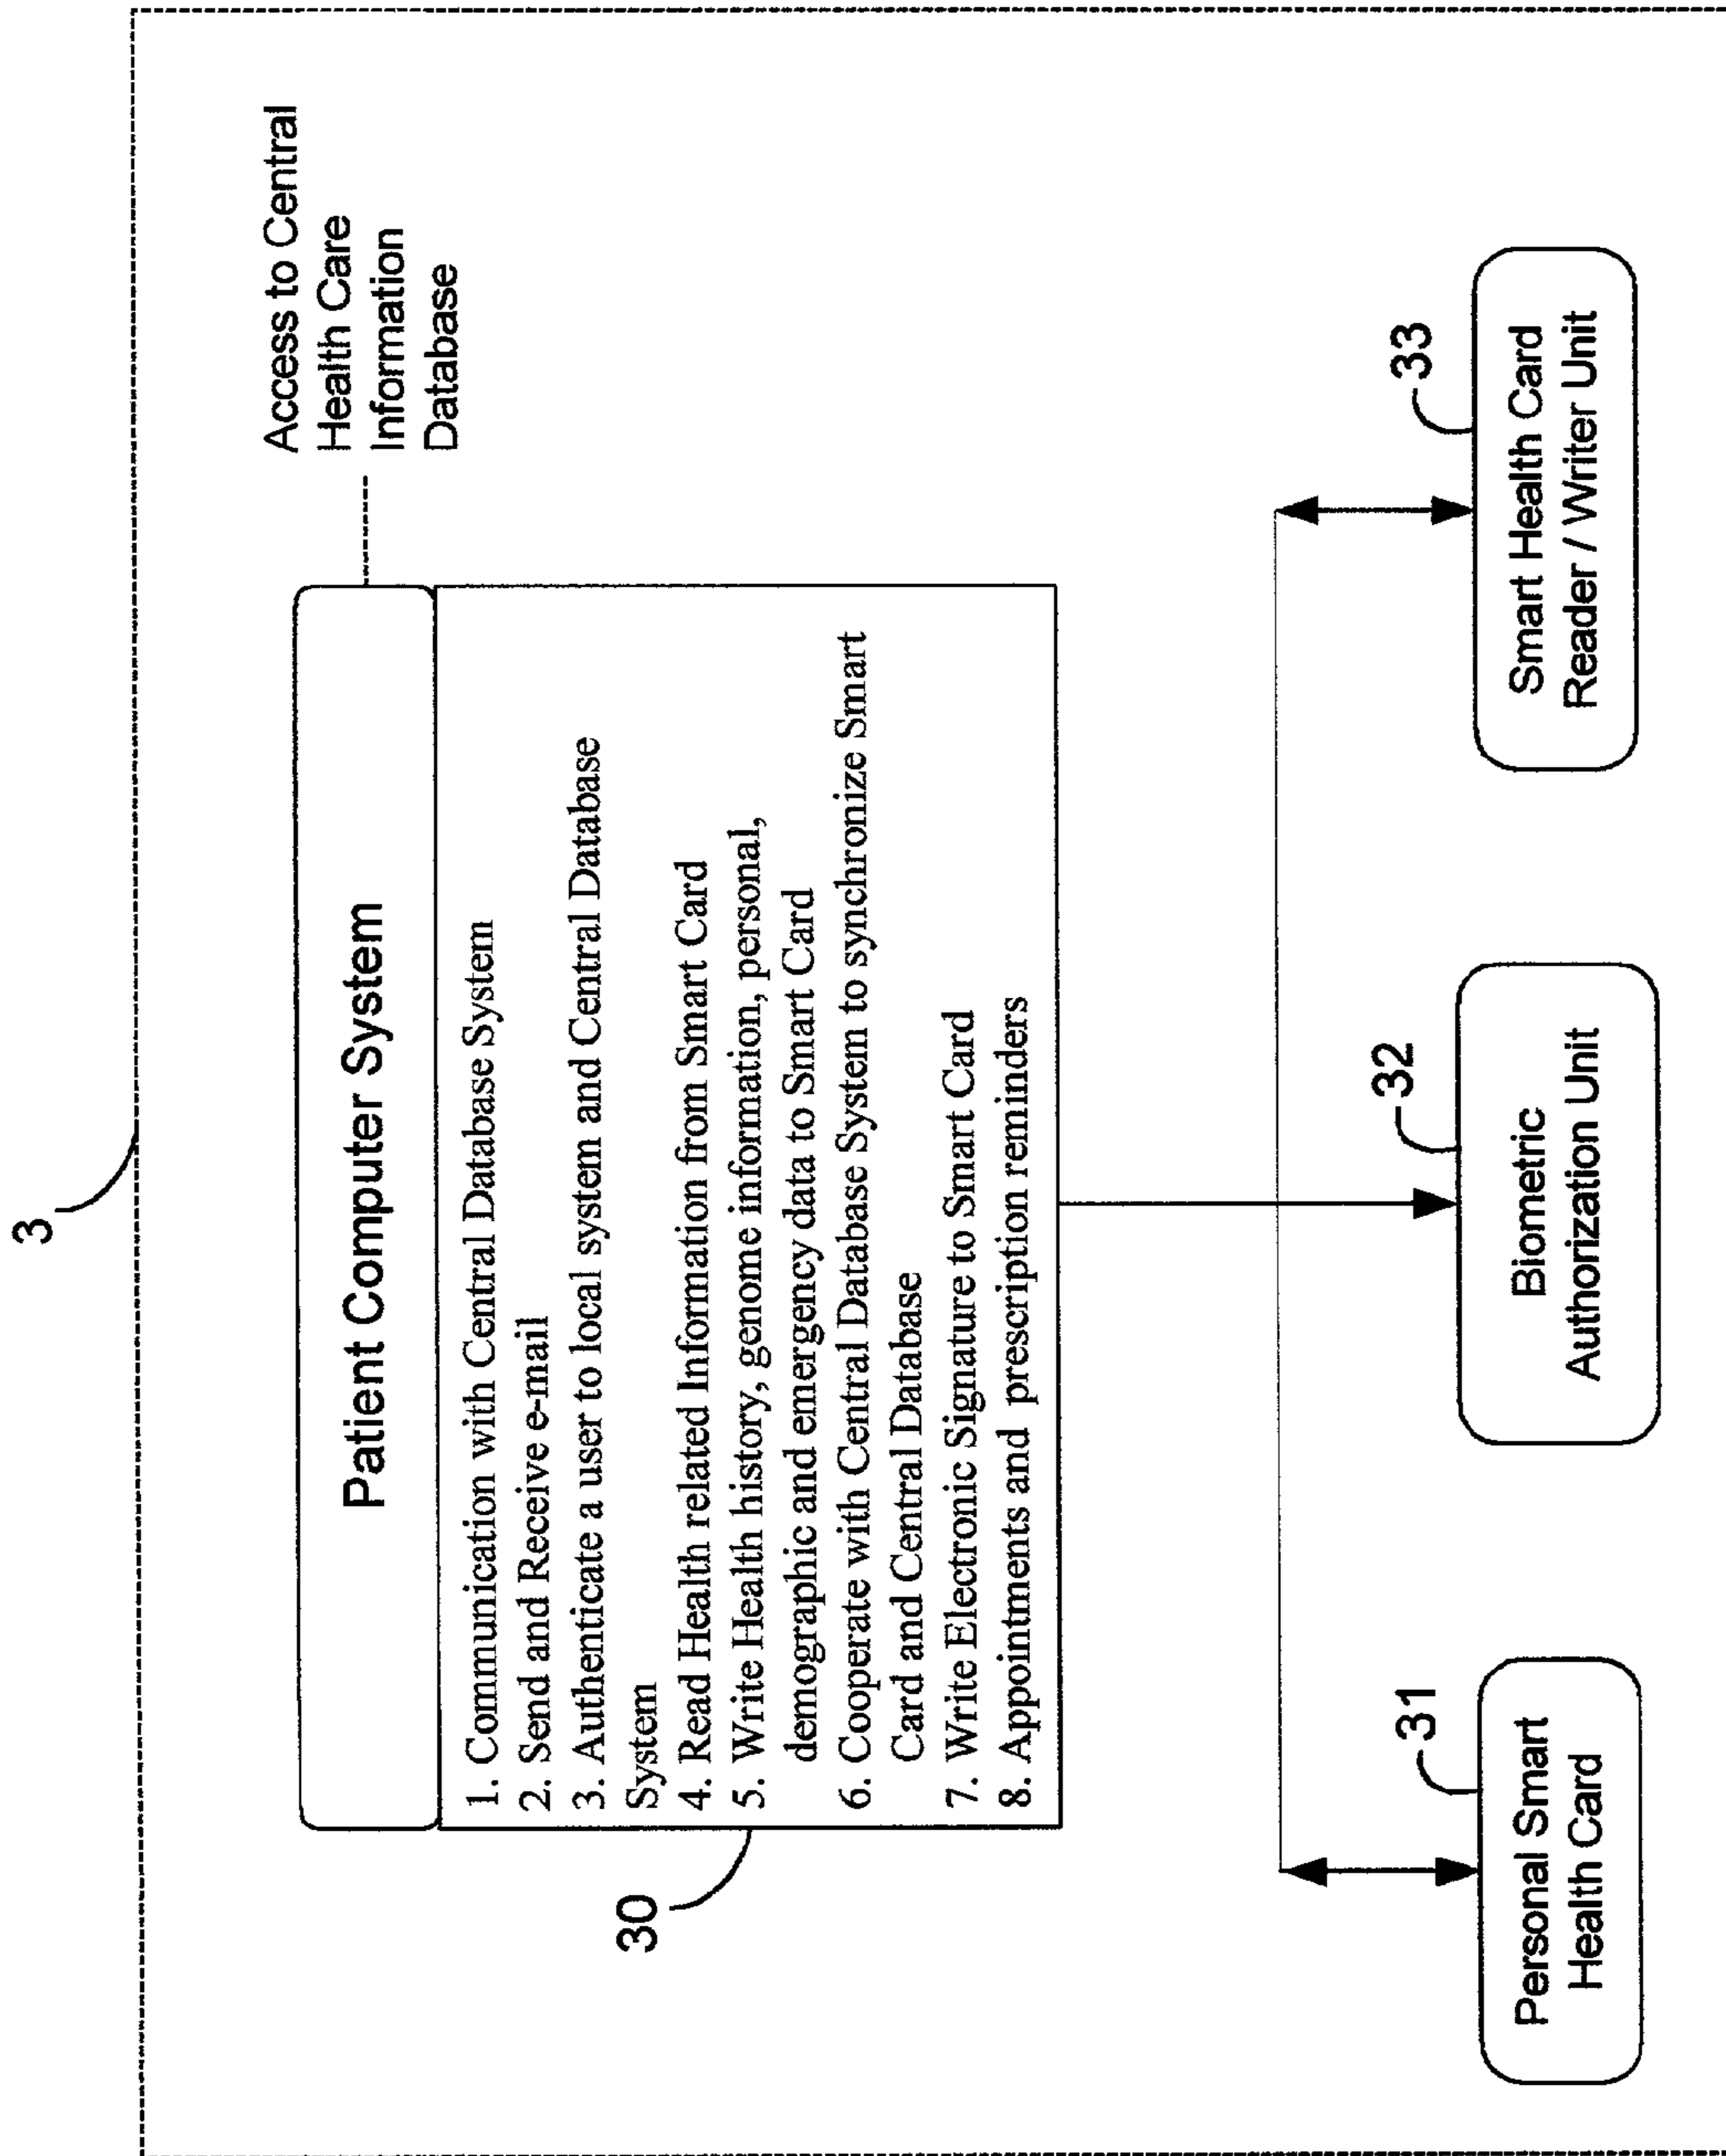 3
Access to Central
Health Care
Information
Database
Patient Computer System
1. Communication with Central Database System
2. Send and Receive e-mail
3. Authenticate a user to local system and Central Database
System
4. Read Health related Information from Smart Card
5. Write Health history, genome information, personal,
demographic and emergency data to Smart Card
6. Cooperate with Central Database System to synchronize Smart
Card and Central Database
7. Write Electronic Signature to Smart Card
8. Appointments and prescription reminders
30
31
Personal Smart
Health Card
32
Biometric
Authorization Unit
33
Smart Health Card
Reader / Writer Unit